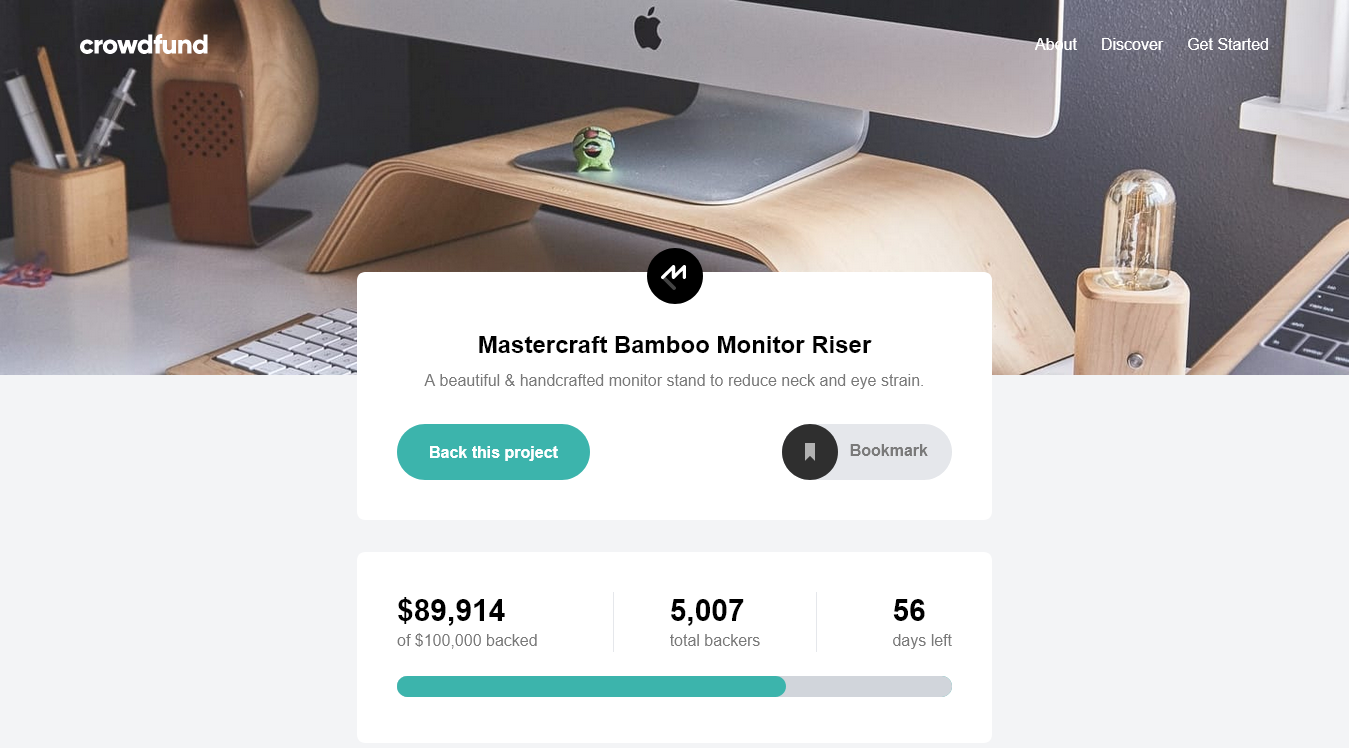 crowdfund
About Discover Get Started
Mastercraft Bamboo Monitor Riser
A beautiful & handcrafted monitor stand to reduce neck and eye strain.
Back this project
Bookmark
$89,914
of $100,000 backed
5,007
total backers
56
days left